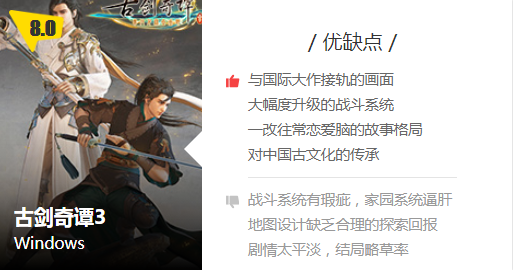 古剑奇谭
8.0
古剑奇谭3
Windows
/ 优缺点 /
与国际大作接轨的画面
大幅度升级的战斗系统
一改往常恋爱脑的故事格局
对中国古文化的传承
战斗系统有瑕疵，家园系统逼肝
地图设计缺乏合理的探索回报
剧情太平淡，结局略草率